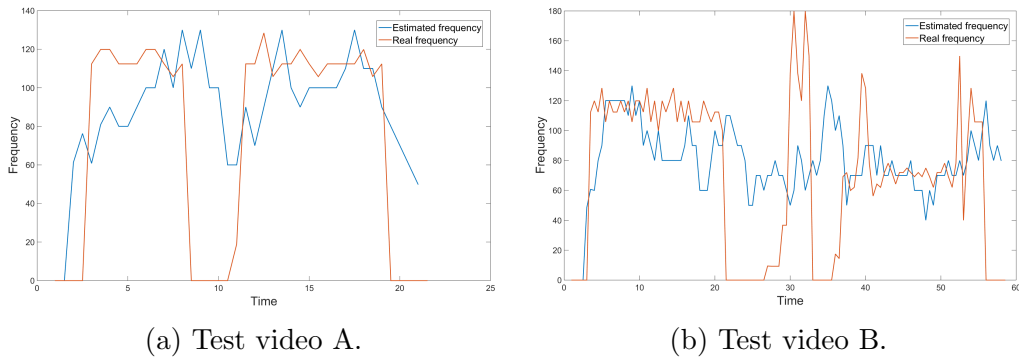 140
120
100
80
60
40
20
0
Frequency
0 5 10 15 20 25
Time
Estimated frequency
Real frequency
(a) Test video A.
180
160
140
120
100
80
60
40
20
0
Frequency
0 10 20 30 40 50 60
Time
Estimated frequency
Real frequency
(b) Test video B.